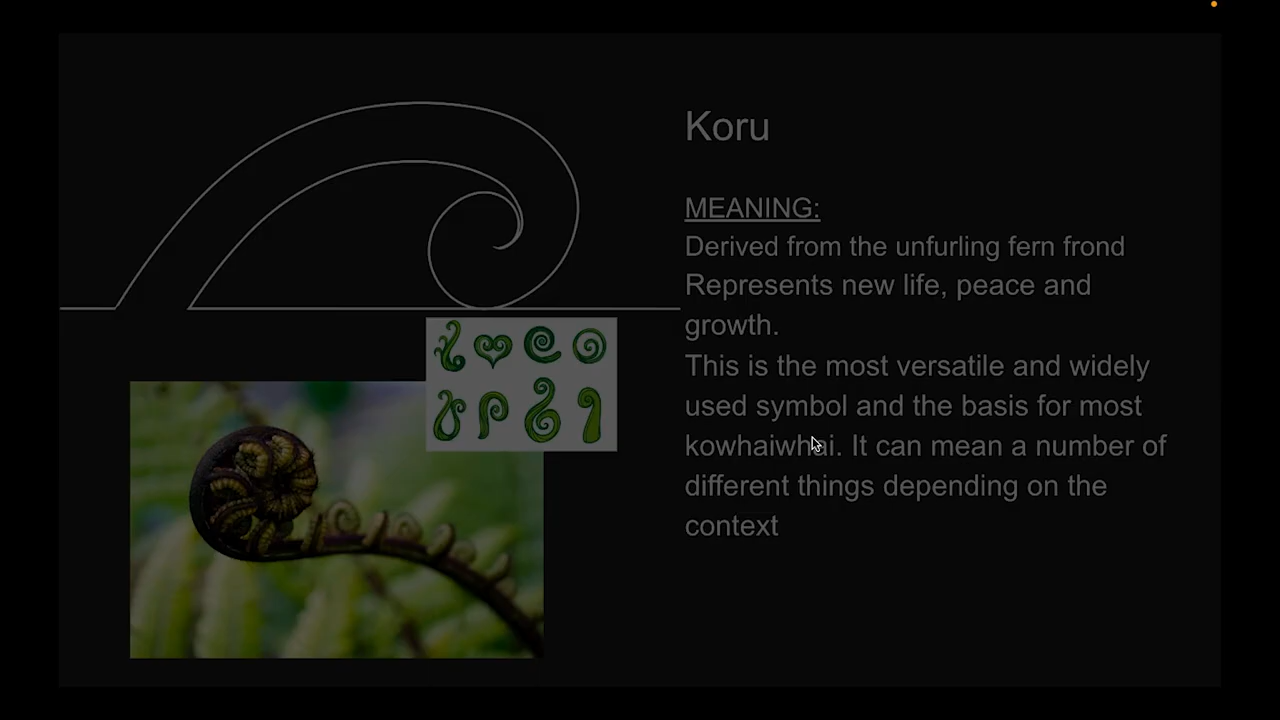 Koru
MEANING:
Derived from the unfurling fern frond
Represents new life, peace and
growth.
This is the most versatile and widely
used symbol and the basis for most
kowhaiwhai. It can mean a number of
different things depending on the
context